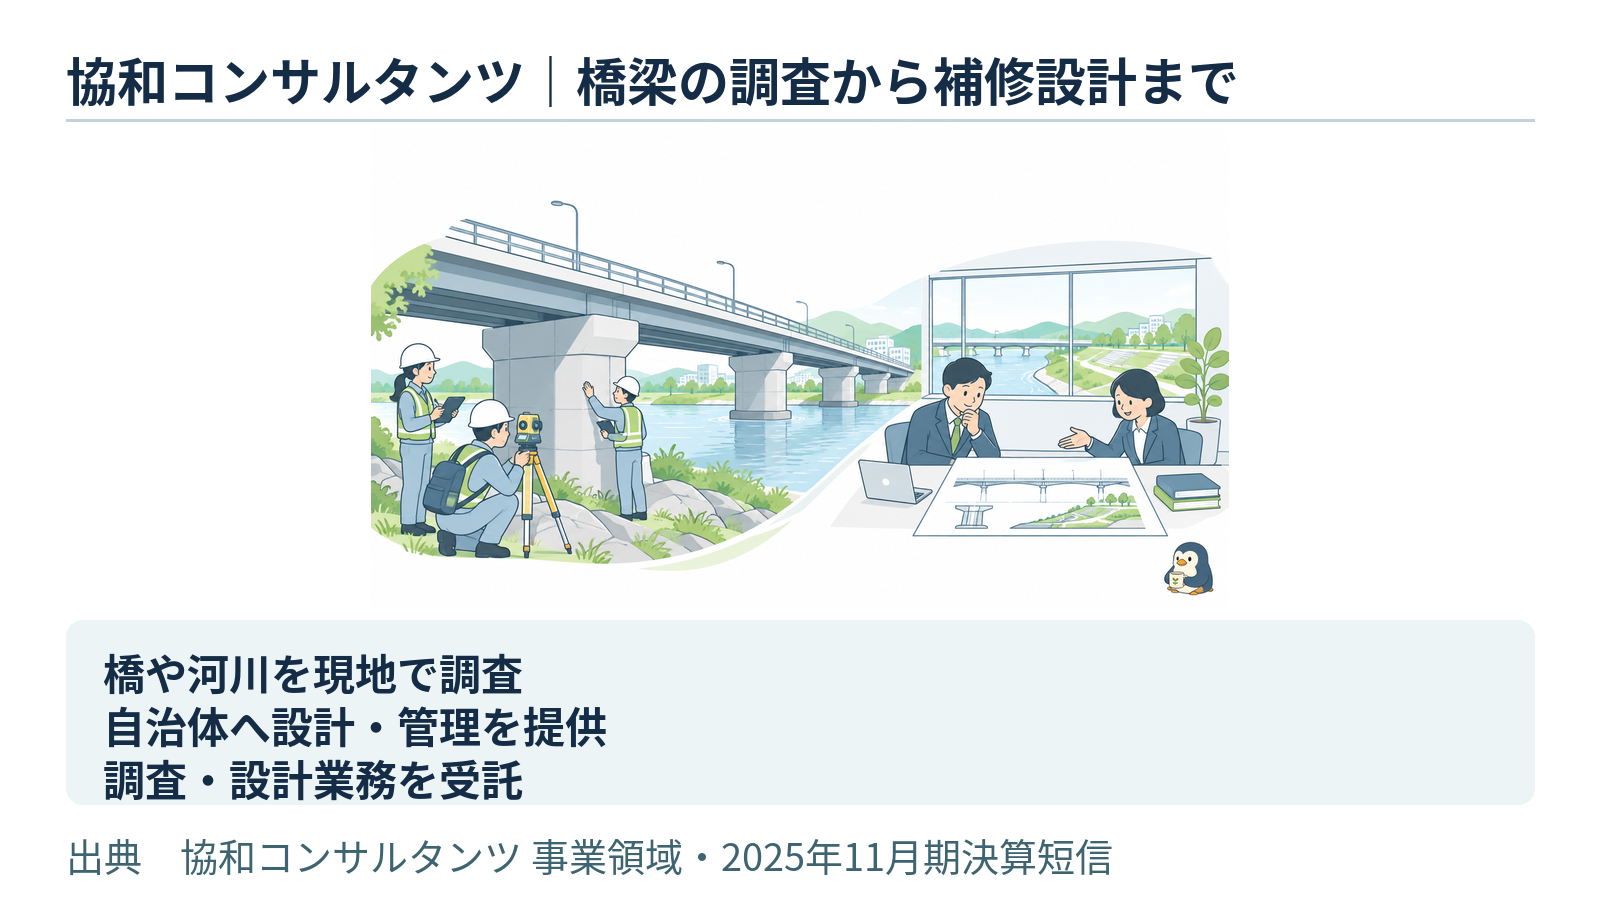 協和コンサルタンツ｜橋梁の調査から補修設計まで
橋や河川を現地で調査
自治体へ設計・管理を提供
調査・設計業務を受託
出典　協和コンサルタンツ 事業領域・2025年11月期決算短信